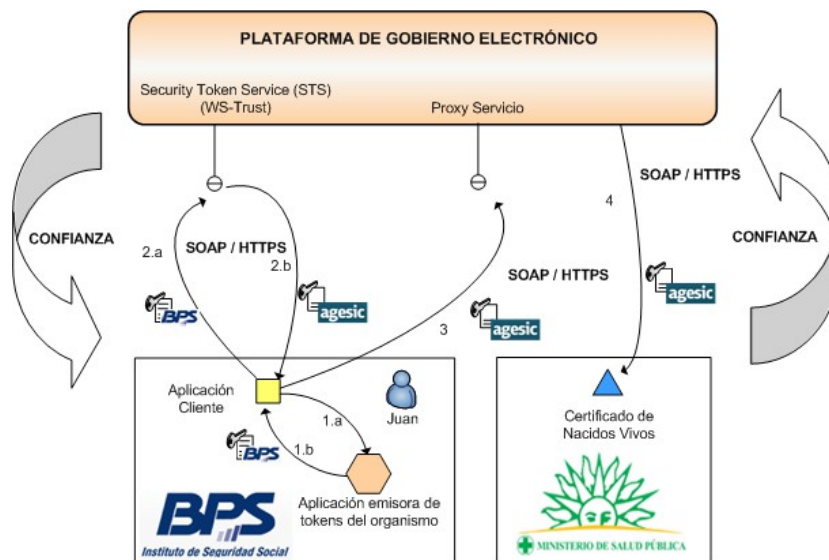 PLATAFORMA DE GOBIERNO ELECTRÓNICO
Security Token Service (STS)
(WS-Trust)
Proxy Servicio
SOAP / HTTPS
4
CONFIANZA
CONFIANZA
2.a
SOAP / HTTPS
2.b
SOAP / HTTPS
BPS
agesic
agesic
agesic
3
Aplicación
Cliente
Juan
1.a
1.b
BPS
Certificado de
Nacidos Vivos
Aplicación emisora de
tokens del organismo
BPS
Instituto de Seguridad Social
MINISTERIO DE SALUD PÚBLICA